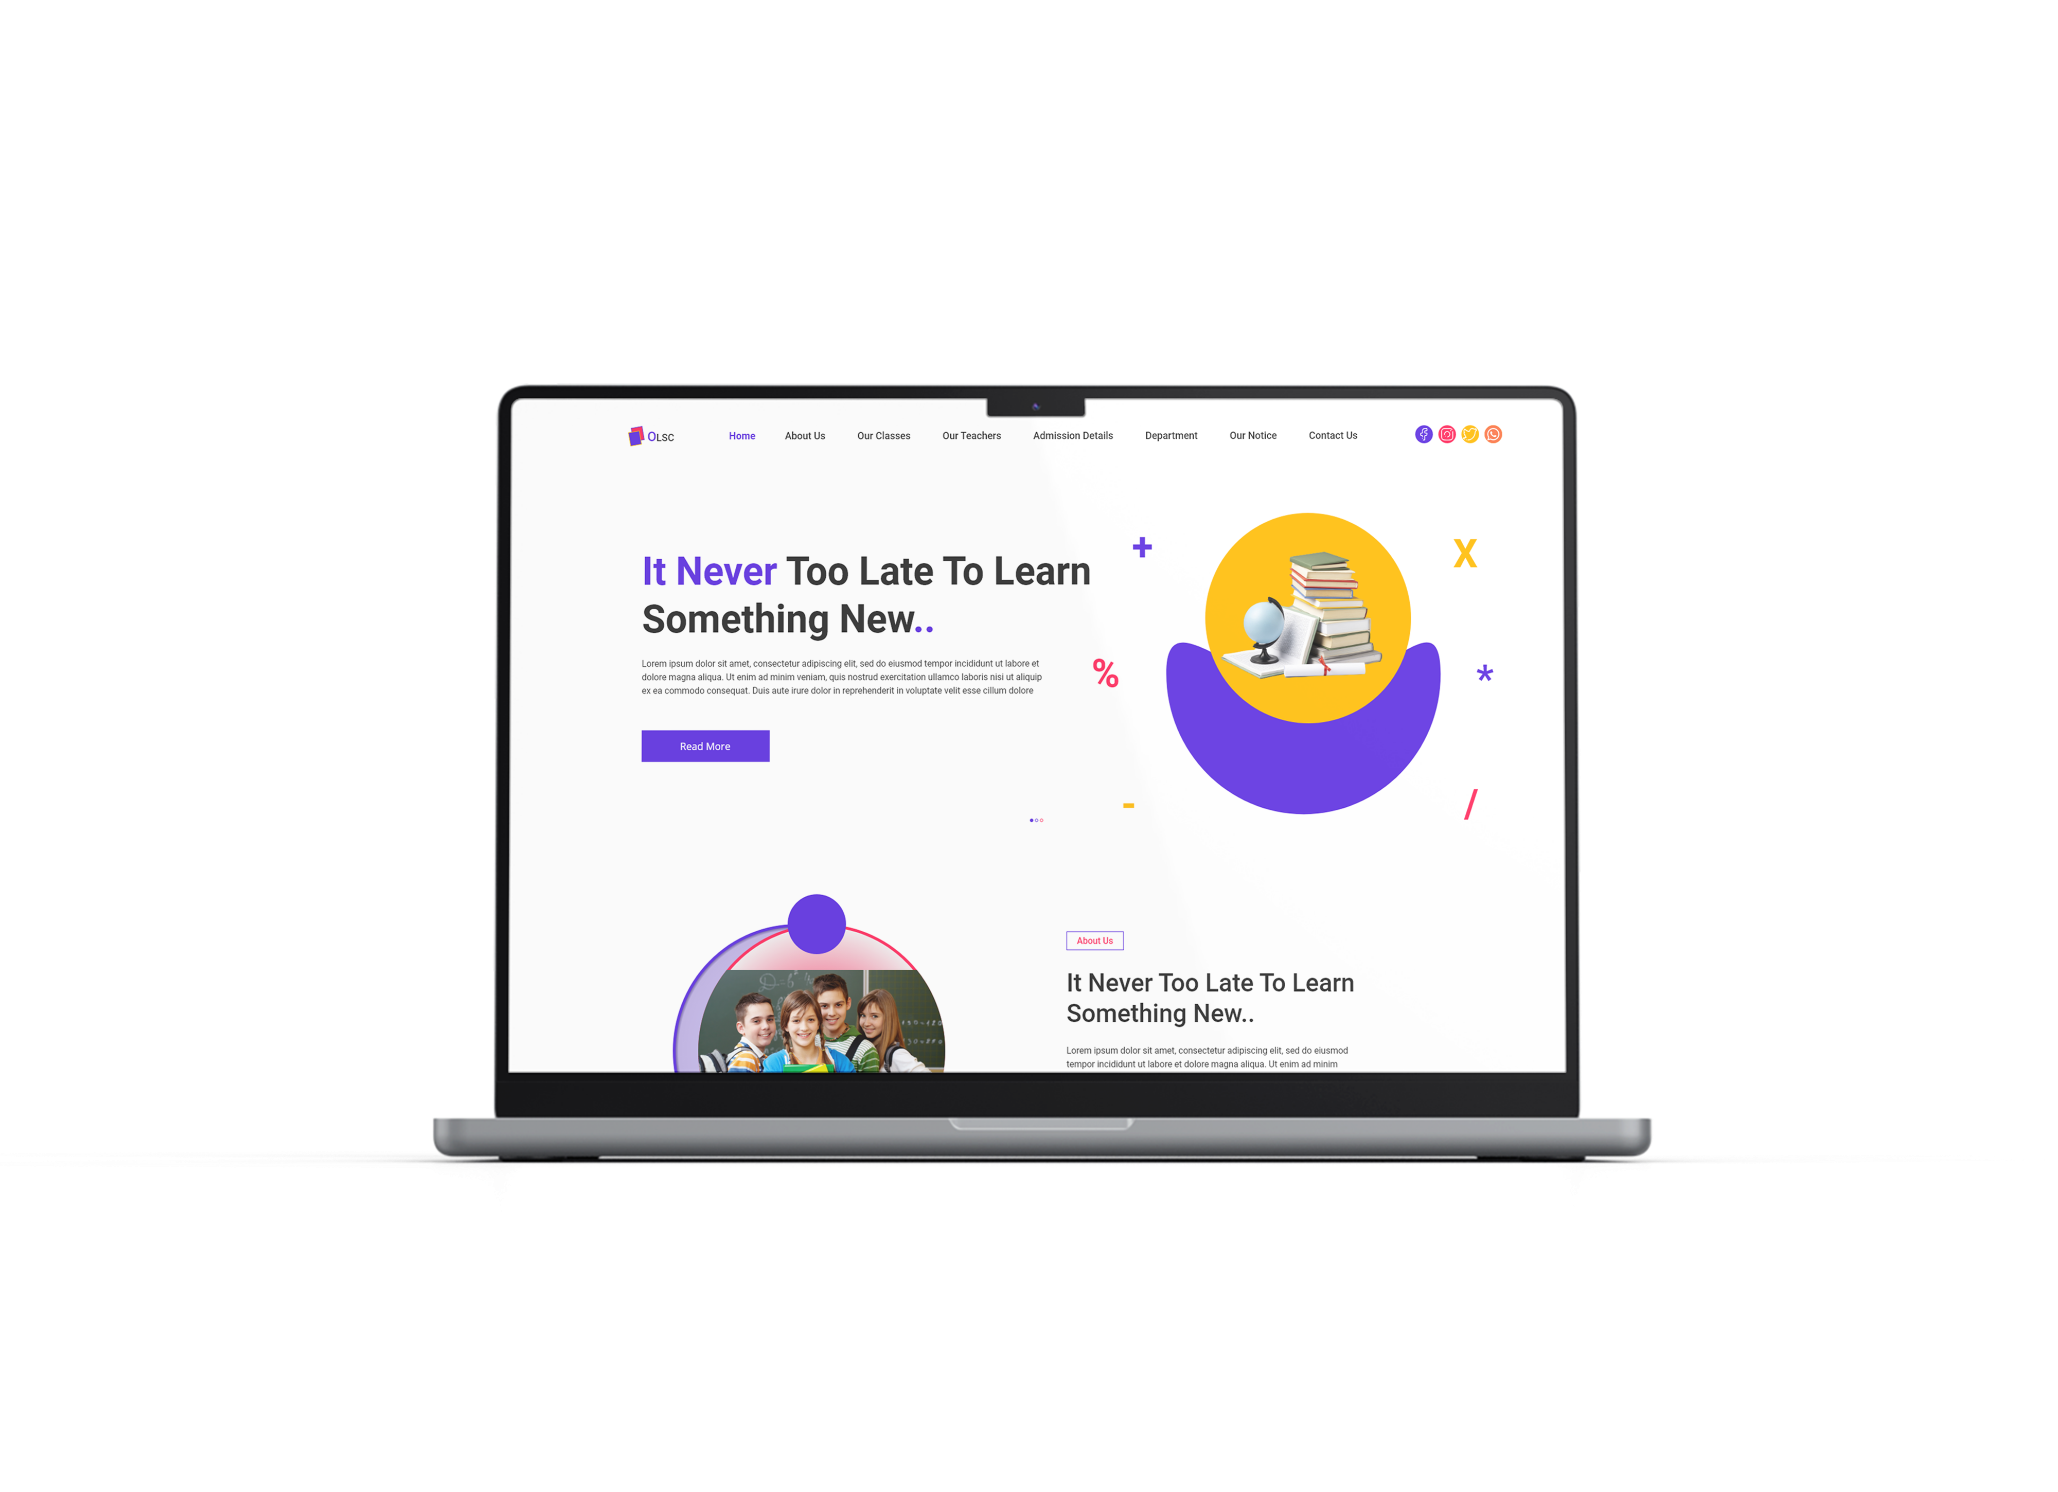 OLSC
Home About Us Our Classes Our Teachers Admission Details Department Our Notice Contact Us
+
X
It Never Too Late To Learn
Something New..
Lorem ipsum dolor sit amet, consectetur adipiscing elit, sed do eiusmod tempor incididunt ut labore et
dolore magna aliqua. Ut enim ad minim veniam, quis nostrud exercitation ullamco laboris nisi ut aliquip
ex ea commodo consequat. Duis aute irure dolor in reprehenderit in voluptate velit esse cillum dolore
%
*
Read More
-
/
About Us
It Never Too Late To Learn
Something New..
Lorem ipsum dolor sit amet, consectetur adipiscing elit, sed do eiusmod
tempor incididunt ut labore et dolore magna aliqua. Ut enim ad minim